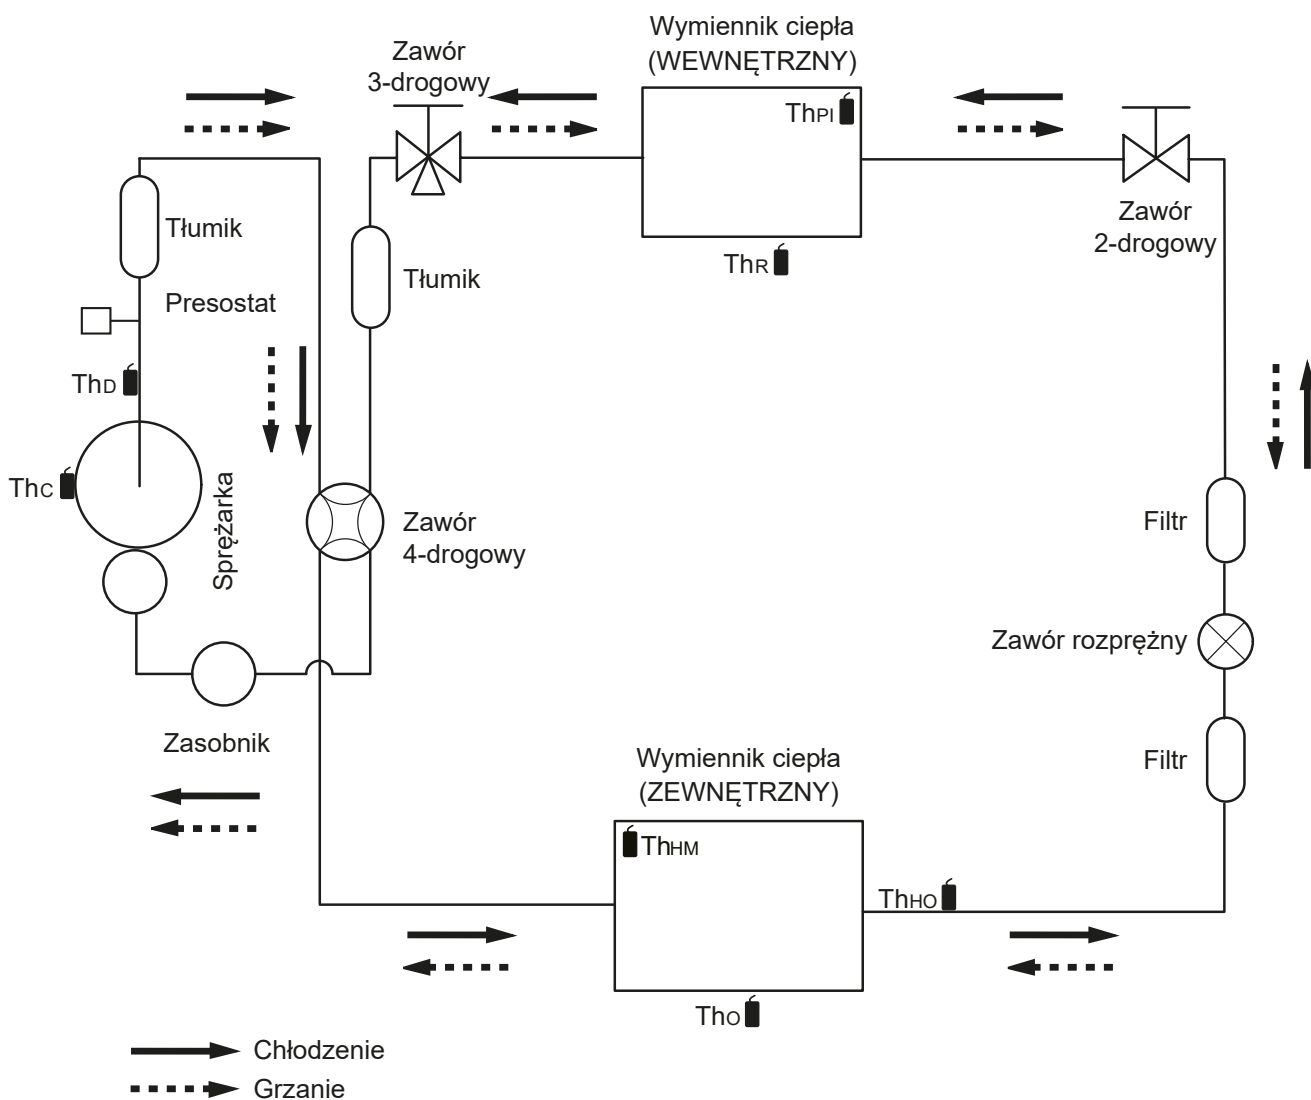 Wymiennik ciepła
(WEWNĘTRZNY)
Zawór
3-drogowy
ThPI
Tłumik
Zawór
2-drogowy
ThR
Tłumik
Presostat
ThD
ThC
Sprężarka
Zawór
4-drogowy
Filtr
Zawór rozprężny
Zasobnik
Wymiennik ciepła
(ZEWNĘTRZNY)
Filtr
ThHM
ThHO
ThO
Chłodzenie
Grzanie